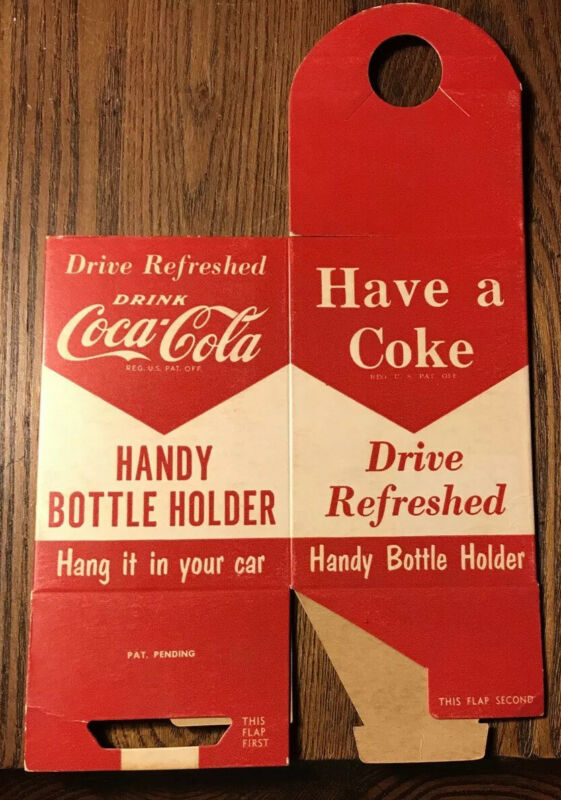 Drive Refreshed
DRINK
Coca-Cola
REG. U.S. PAT. OFF.
HANDY
BOTTLE HOLDER
Hang it in your car
PAT. PENDING
THIS
FLAP
FIRST
Have a
Coke
REG. U. S. PAT. OFF.
Drive
Refreshed
Handy Bottle Holder
THIS FLAP SECOND